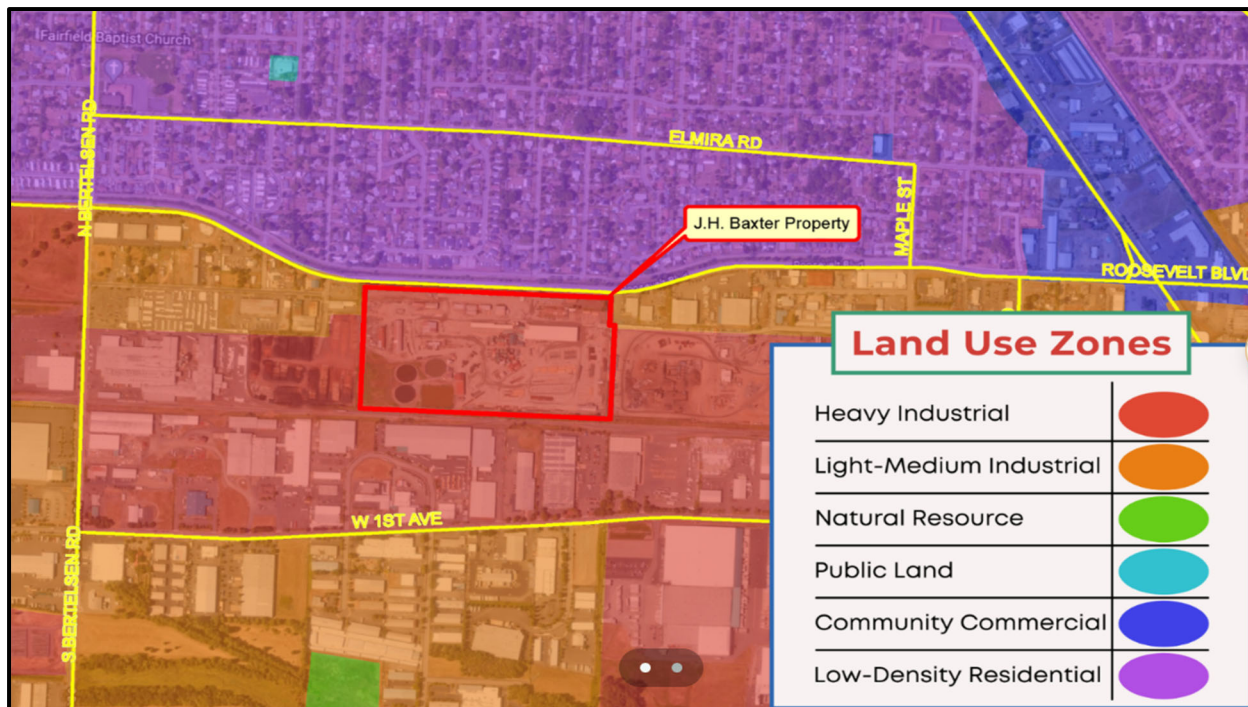 Fairfield Baptist Church
N BERTELSEN RD
ELMIRA RD
MAPLE ST
J.H. Baxter Property
ROOSEVELT BLVD
W 1ST AVE
S BERTELSEN RD
Land Use Zones
Heavy Industrial
Light-Medium Industrial
Natural Resource
Public Land
Community Commercial
Low-Density Residential